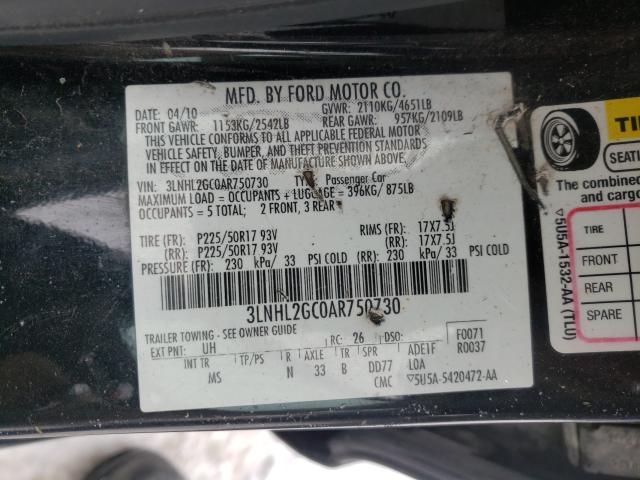 MFD. BY FORD MOTOR CO.
DATE: 04/10 GVWR: 2110KG/4651LB
FRONT GAWR: 1153KG/2542LB REAR GAWR: 957KG/2109LB
THIS VEHICLE CONFORMS TO ALL APPLICABLE FEDERAL MOTOR
VEHICLE SAFETY, BUMPER, AND THEFT PREVENTION STANDARDS
IN EFFECT ON THE DATE OF MANUFACTURE SHOWN ABOVE.
VIN: 3LNHL2GC0AR750730 TYPE: Passenger Car
MAXIMUM LOAD = OCCUPANTS + LUGGAGE = 396KG/ 875LB
OCCUPANTS = 5 TOTAL; 2 FRONT, 3 REAR
TIRE (FR): P225/50R17 93V RIMS (FR): 17X7.5J
(RR): P225/50R17 93V (RR): 17X7.5J
PRESSURE (FR): 230 kPa/ 33 PSI COLD (RR): 230 kPa/ 33 PSI COLD
3LNHL2GC0AR750730
TRAILER TOWING - SEE OWNER GUIDE
EXT PNT: UH RC: 26 DSO: F0071
R0037
INT TR TP/PS R AXLE TR SPR ADE1F
MS N 33 B DD77 LOA
CMC ▽5U5A-5420472-AA
TI
SEATI
The combined
and cargo
TIRE
FRONT
REAR
SPARE
▽5U5A-1532-AA (TLU)